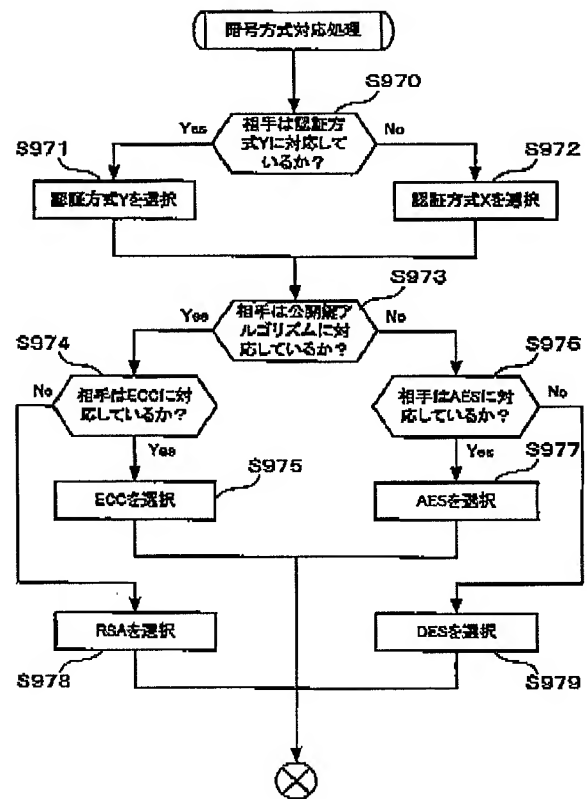 暗号方式対応処理
S970
相手は認証方
式Yに対応して
いるか？
Yes
No
S971
S972
認証方式Yを選択
認証方式Xを選択
S973
相手は公開鍵ア
ルゴリズムに対
応しているか？
Yes
No
S974
S976
相手はECCに対
応しているか？
相手はAESに対
応しているか？
No
No
Yes
Yes
S975
S977
ECCを選択
AESを選択
RSAを選択
DESを選択
S978
S979